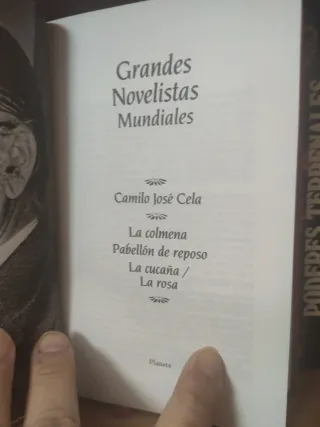 Grandes
Novelistas
Mundiales
Camilo José Cela
La colmena
Pabellón de reposo
La cucaña /
La rosa
Planeta
PODERES TERRENALES